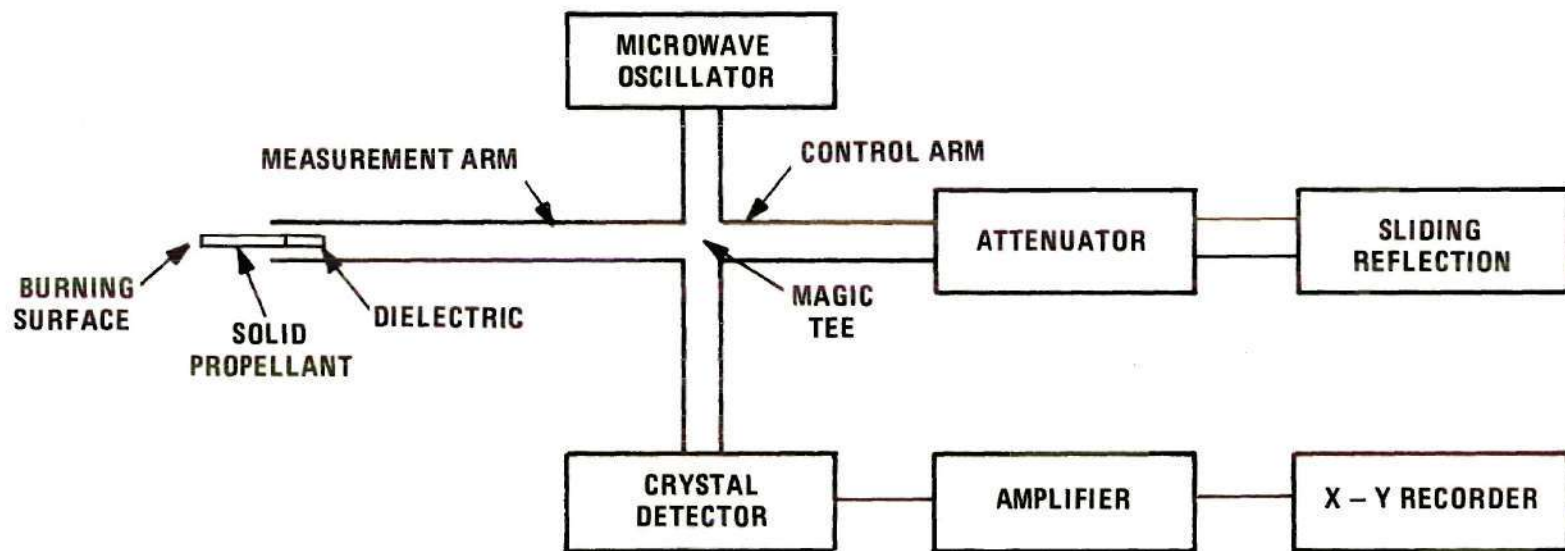 MICROWAVE
OSCILLATOR
MEASUREMENT ARM
CONTROL ARM
ATTENUATOR
SLIDING
REFLECTION
BURNING
SURFACE
SOLID
PROPELLANT
DIELECTRIC
MAGIC
TEE
CRYSTAL
DETECTOR
AMPLIFIER
X – Y RECORDER